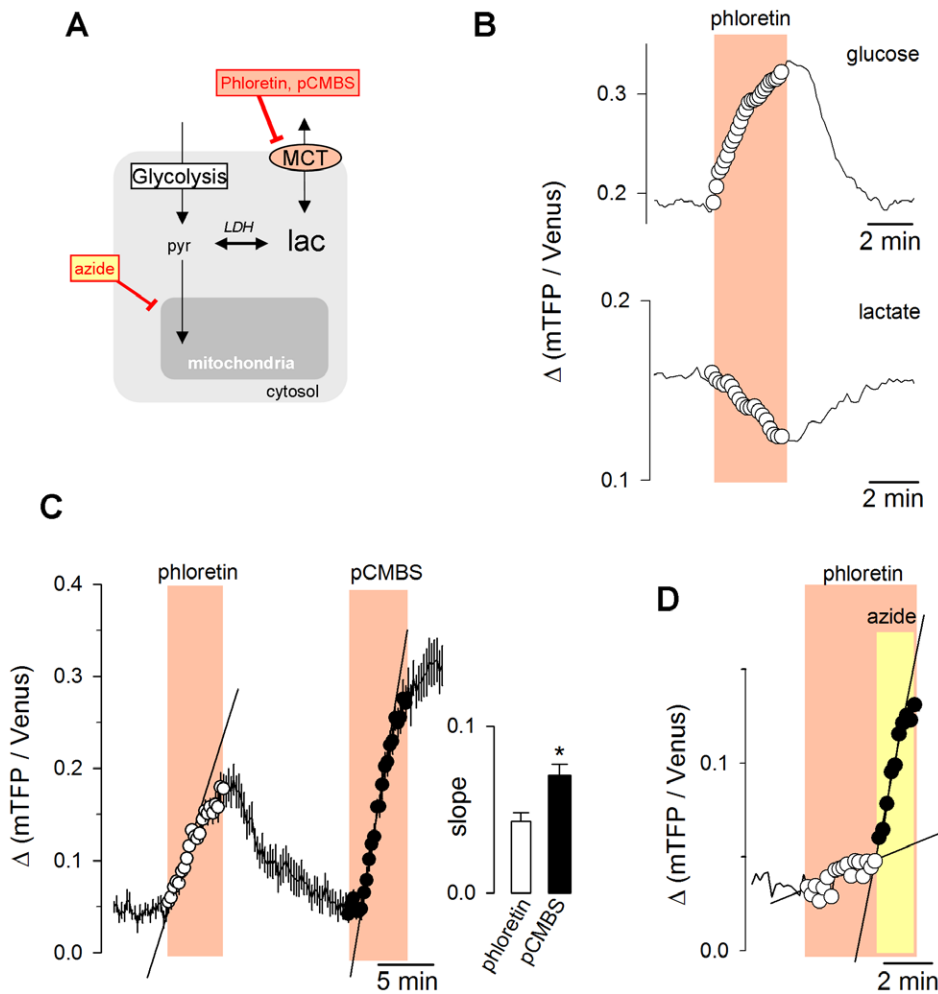 A
Phloretin, pCMBS
MCT
Glycolysis
LDH
pyr
lac
azide
mitochondria
cytosol
B
phloretin
glucose
0.3
0.2
2 min
Δ (mTFP / Venus)
0.2
lactate
0.1
2 min
C
phloretin
pCMBS
0.4
0.3
0.2
0.1
0.0
Δ (mTFP / Venus)
5 min
0.1
*
slope
0.0
phloretin
pCMBS
D
phloretin
azide
0.1
Δ (mTFP / Venus)
0.0
2 min